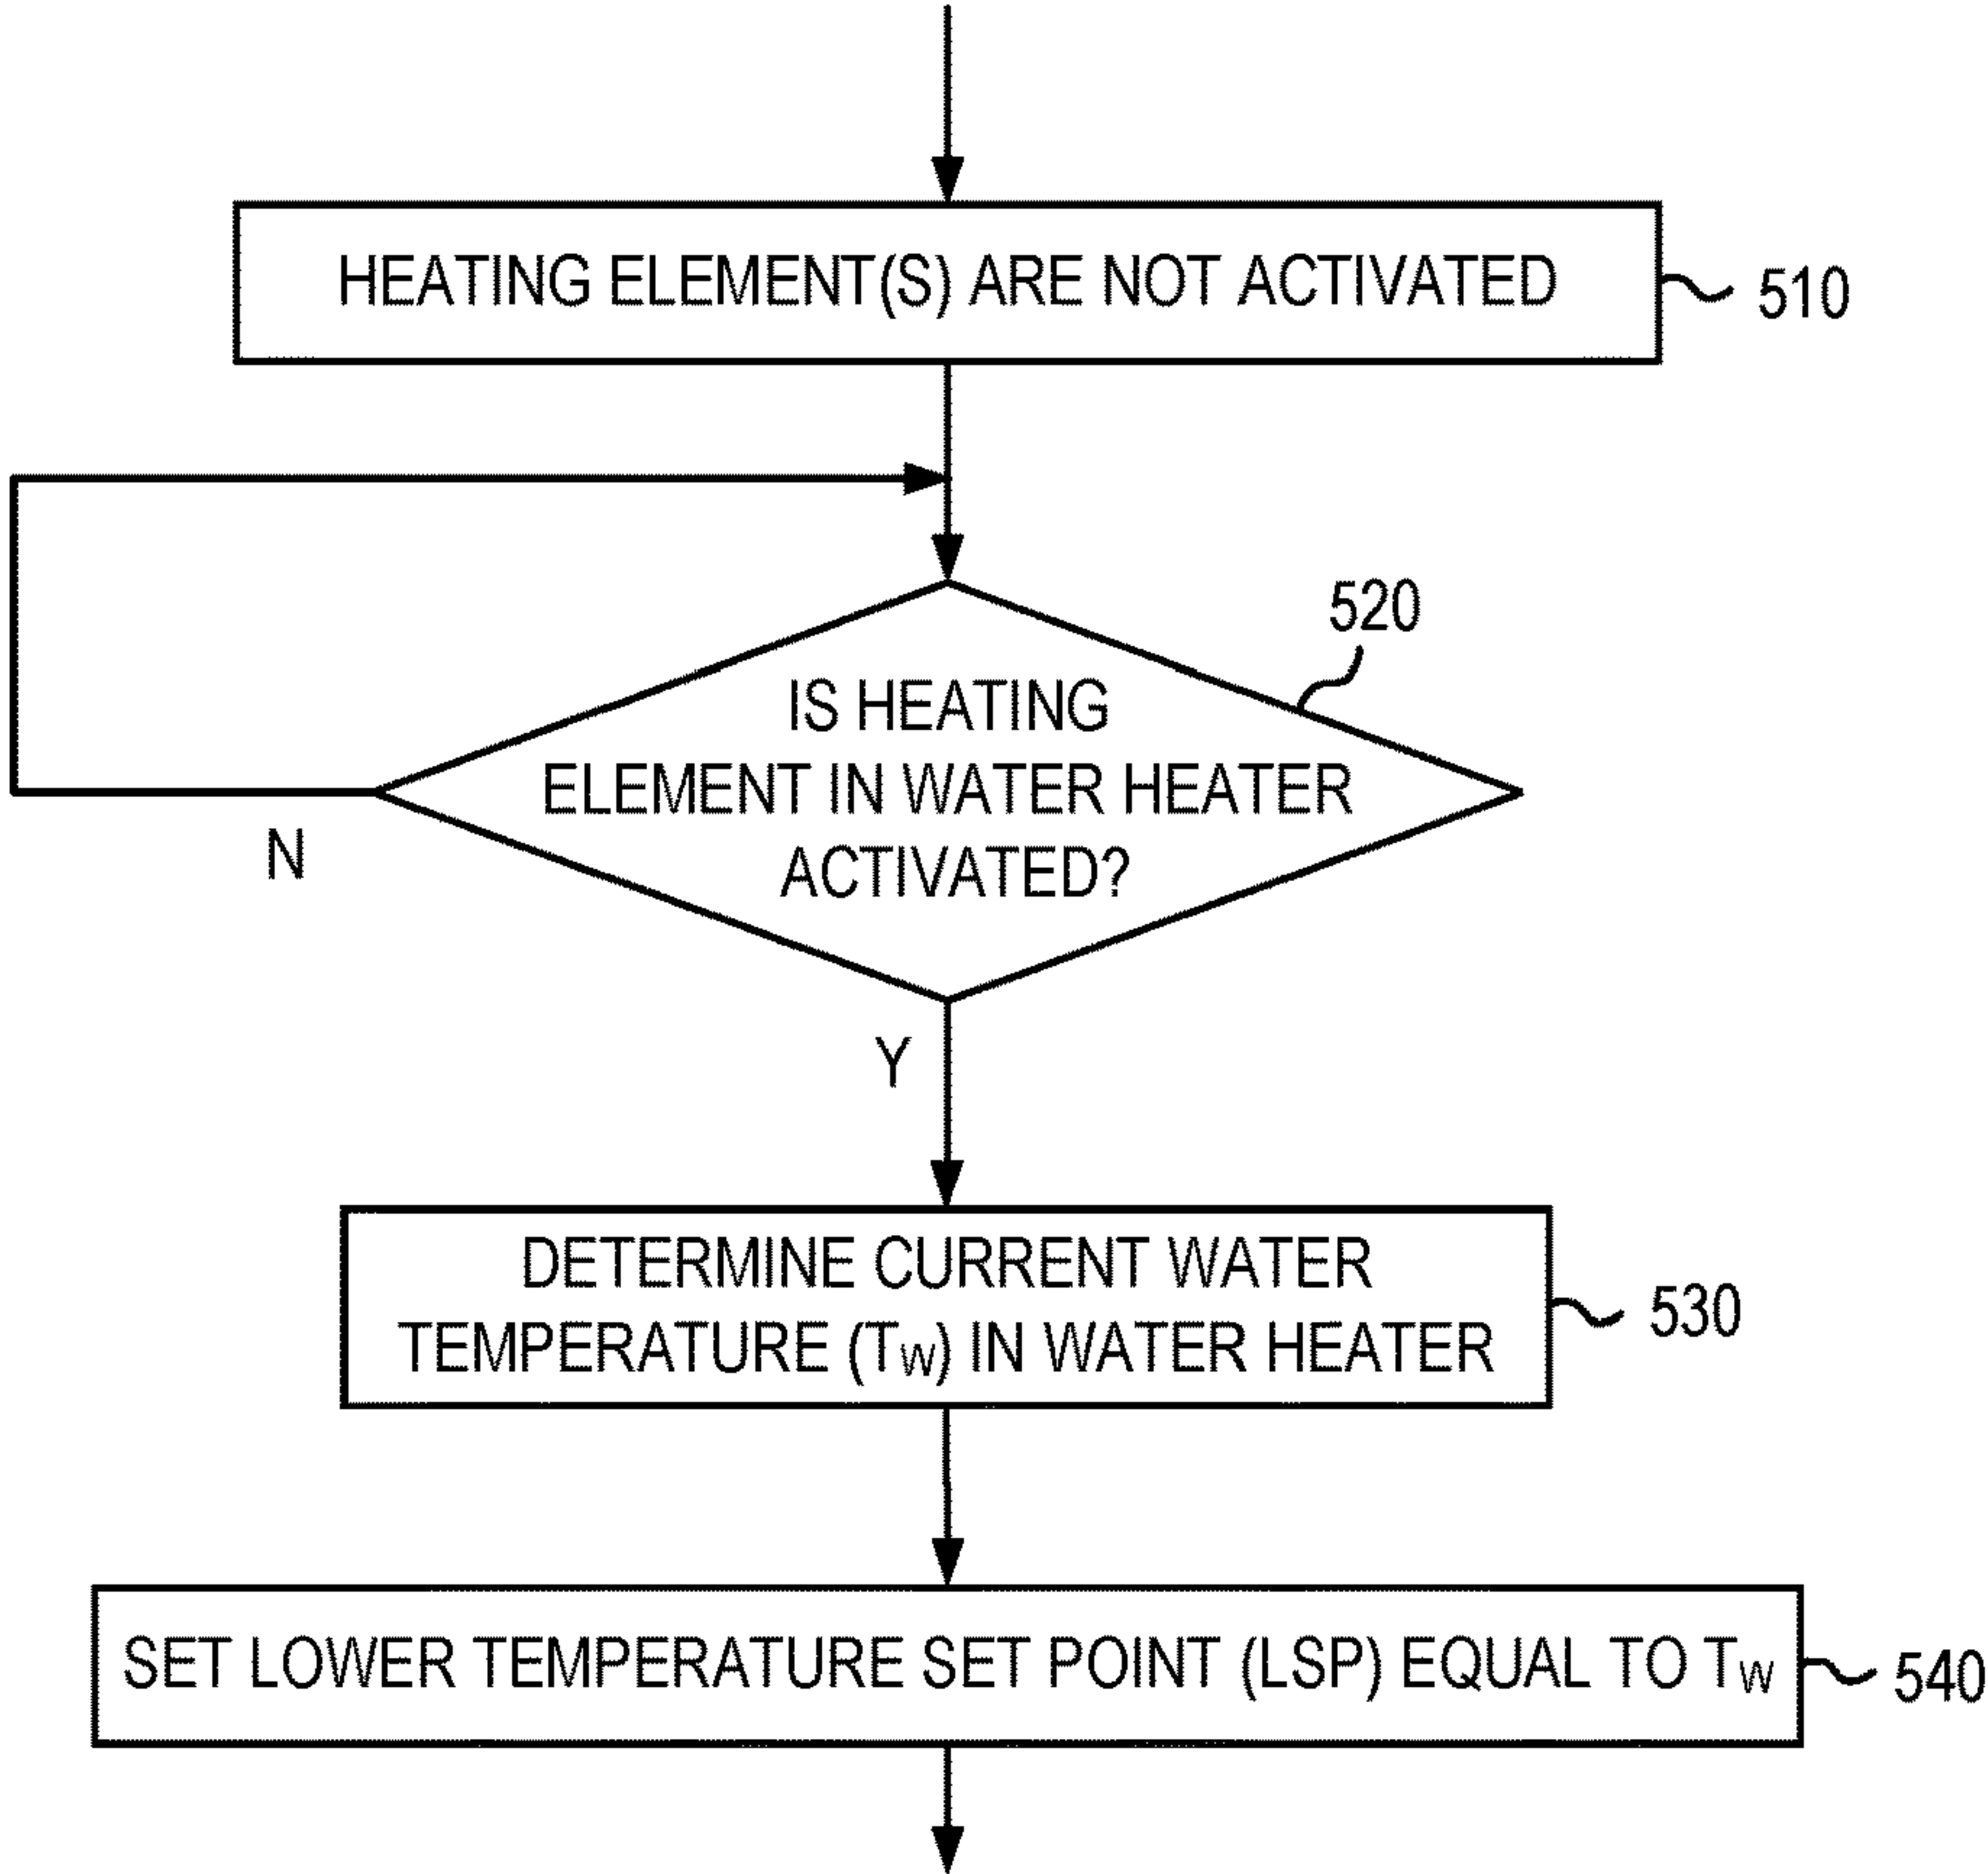 HEATING ELEMENT(S) ARE NOT ACTIVATED
510
520
IS HEATING
ELEMENT IN WATER HEATER
ACTIVATED?
N
Y
DETERMINE CURRENT WATER
TEMPERATURE (TW) IN WATER HEATER
530
SET LOWER TEMPERATURE SET POINT (LSP) EQUAL TO TW
540